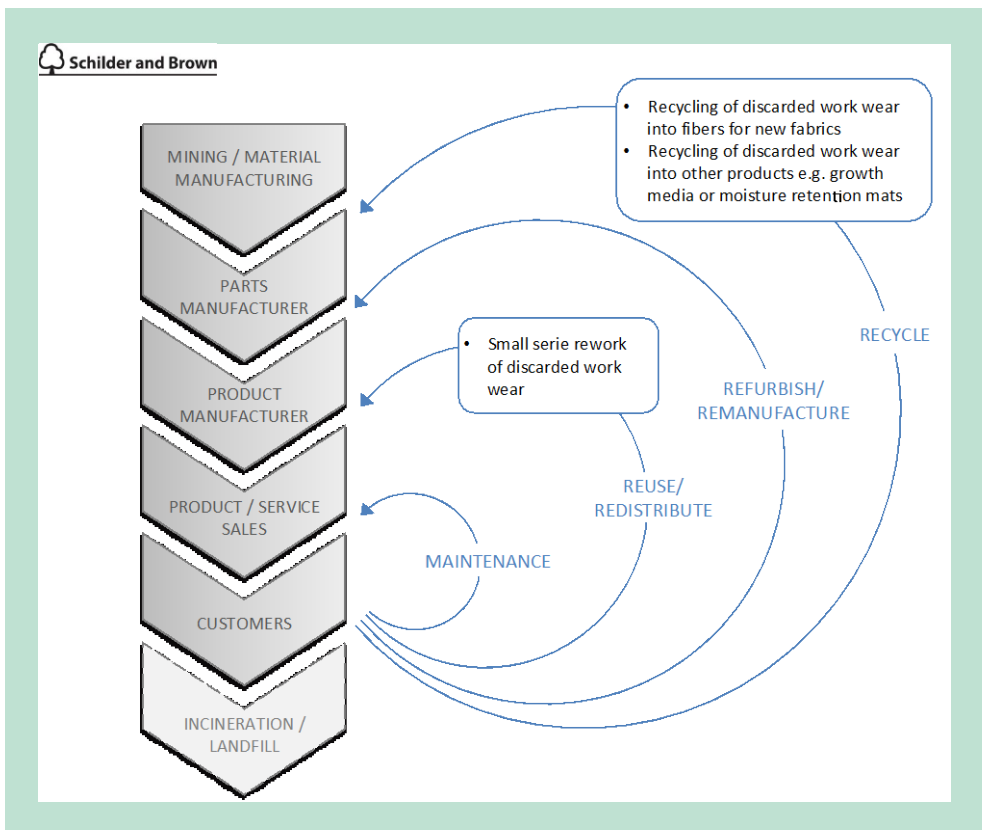 Schilder and Brown
• Recycling of discarded work wear
into fibers for new fabrics
• Recycling of discarded work wear
into other products e.g. growth
media or moisture retention mats
MINING / MATERIAL
MANUFACTURING
PARTS
MANUFACTURER
PRODUCT
MANUFACTURER
PRODUCT / SERVICE
SALES
CUSTOMERS
INCINERATION /
LANDFILL
• Small serie rework
of discarded work
wear
MAINTENANCE
REUSE/
REDISTRIBUTE
REFURBISH/
REMANUFACTURE
RECYCLE